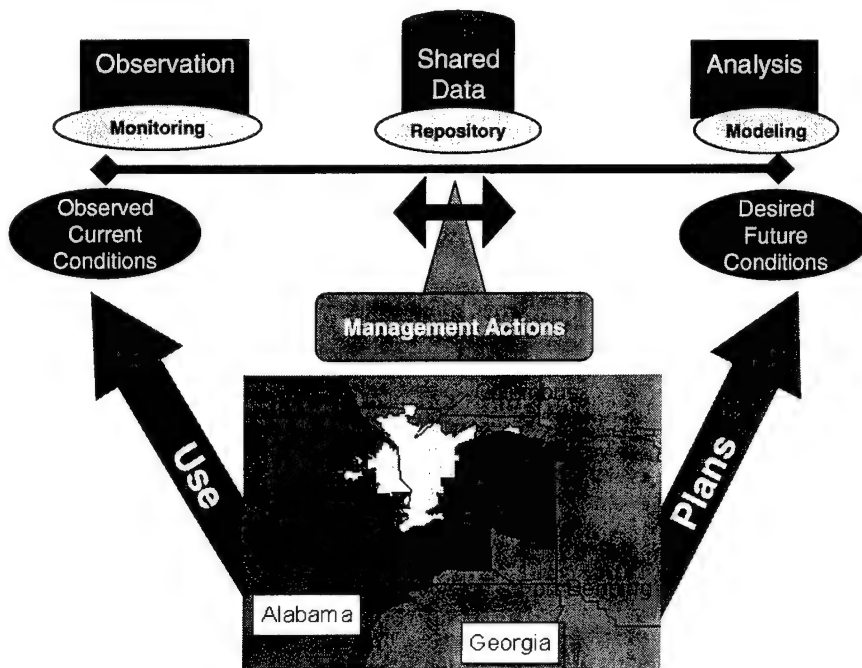 Observation
Shared
Data
Analysis
Monitoring
Repository
Modeling
Observed
Current
Conditions
Desired
Future
Conditions
Management Actions
Use
Plans
Alabama
Georgia